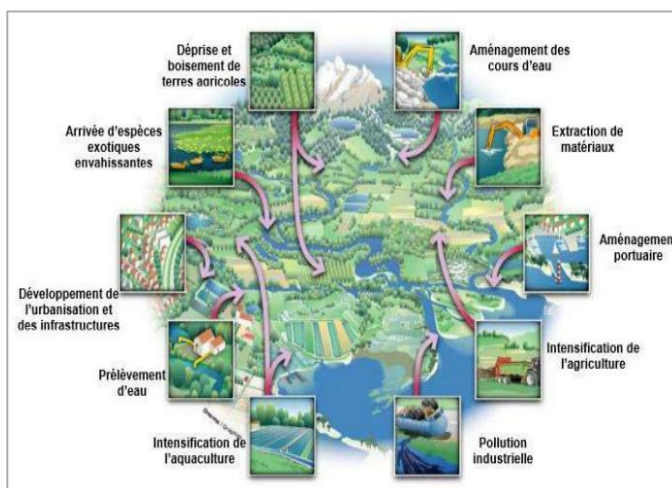 Déprise et
boisement de
terres agricoles
Aménagement des
cours d'eau
Arrivée d'espèces
exotiques
envahissantes
Extraction de
matériaux
Aménagement
portuaire
Développement de
l'urbanisation et
des infrastructures
Prélèvement
d'eau
Intensification de
l'agriculture
Intensification de
l'aquaculture
Pollution
industrielle